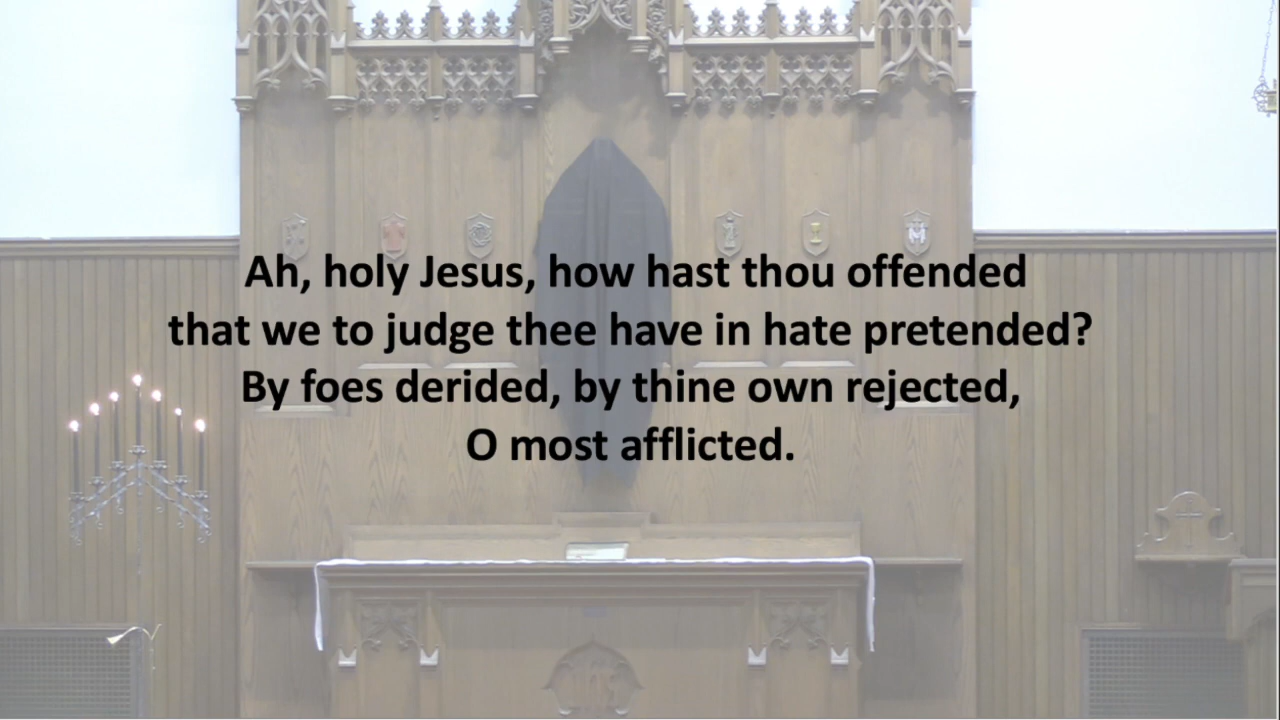 Ah, holy Jesus, how hast thou offended
that we to judge thee have in hate pretended?
By foes derided, by thine own rejected,
O most afflicted.